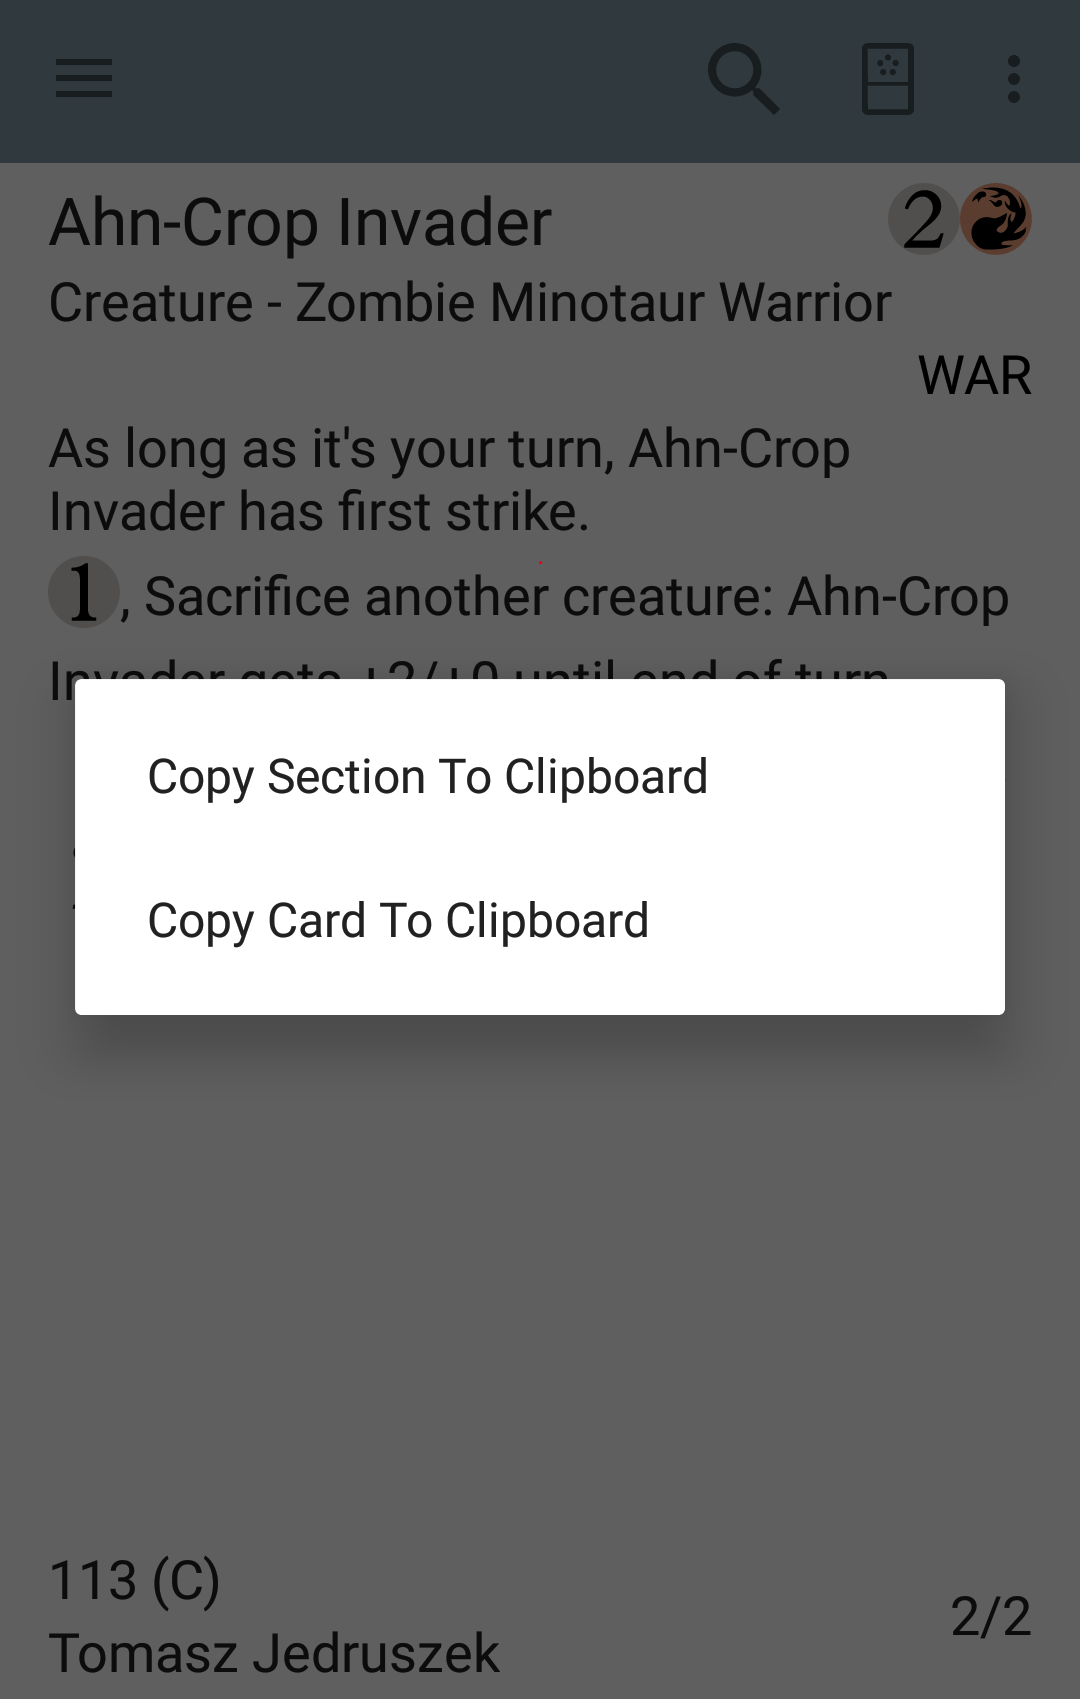 Ahn-Crop Invader 2
Creature - Zombie Minotaur Warrior
WAR
As long as it's your turn, Ahn-Crop
Invader has first strike.
1, Sacrifice another creature: Ahn-Crop
Invader gets +2/+0 until end of turn
Copy Section To Clipboard
Copy Card To Clipboard
113 (C)
2/2
Tomasz Jedruszek